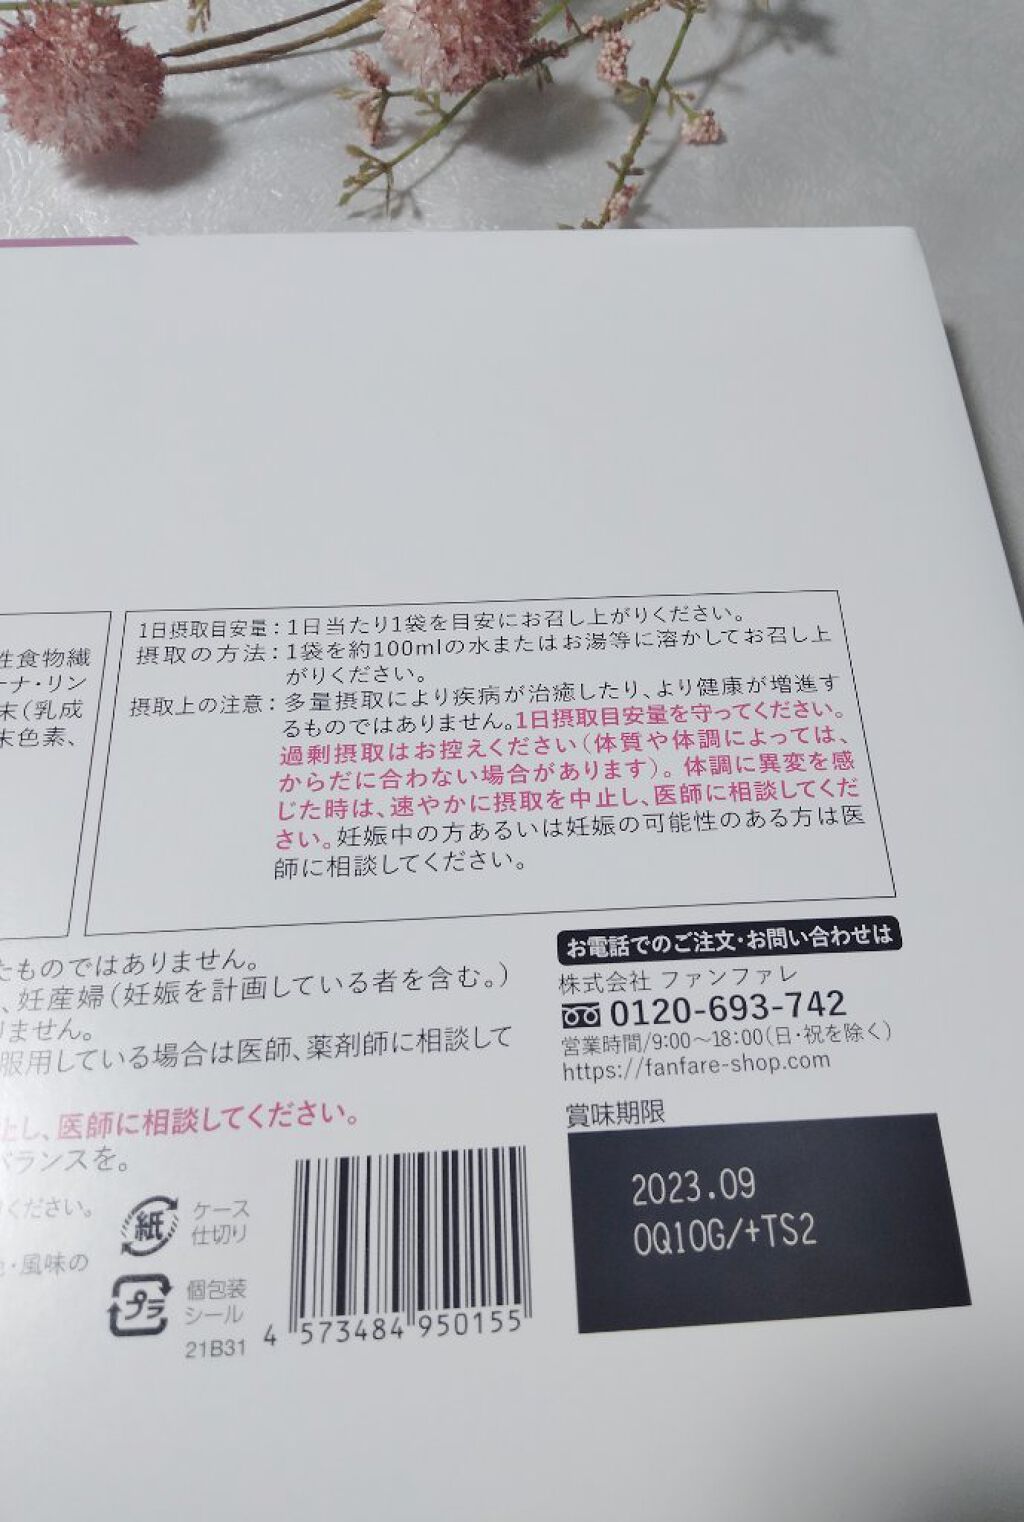 性食物繊
ナ・リン
末(乳成
末色素、
1日摂取目安量:1日当たり1袋を目安にお召し上がりください。
摂取の方法:1袋を約100mlの水またはお湯等に溶かしてお召し上
がりください。
摂取上の注意:多量摂取により疾病が治癒したり、より健康が増進す
るものではありません。1日摂取目安量を守ってください。
過剰摂取はお控えください(体質や体調によっては、
からだに合わない場合があります)。体調に異変を感
じた時は、速やかに摂取を中止し、医師に相談してくだ
さい。妊娠中の方あるいは妊娠の可能性のある方は医
師に相談してください。
たものではありません。
、妊産婦(妊娠を計画している者を含む。)
りません。
服用している場合は医師、薬剤師に相談して
止し、医師に相談してください。
バランスを。
ください。
・風味の
お電話でのご注文・お問い合わせは
株式会社 ファンファレ
0120-693-742
営業時間/9:00〜18:00(日・祝を除く)
https://fanfare-shop.com
賞味期限
2023.09
0Q10G/+TS2
紙
ケース
仕切り
プラ
個包装
シール
21B31
4 573484 950155